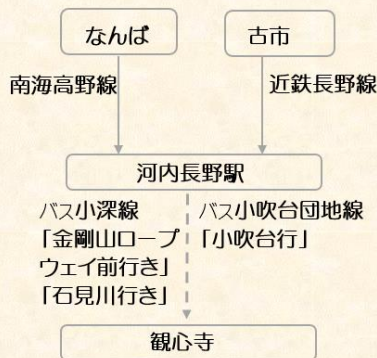 なんば
古市
南海高野線
近鉄長野線
河内長野駅
バス小深線
「金剛山ロープ
ウェイ前行き」
「石見川行き」
バス小吹台団地線
「小吹台行」
観心寺